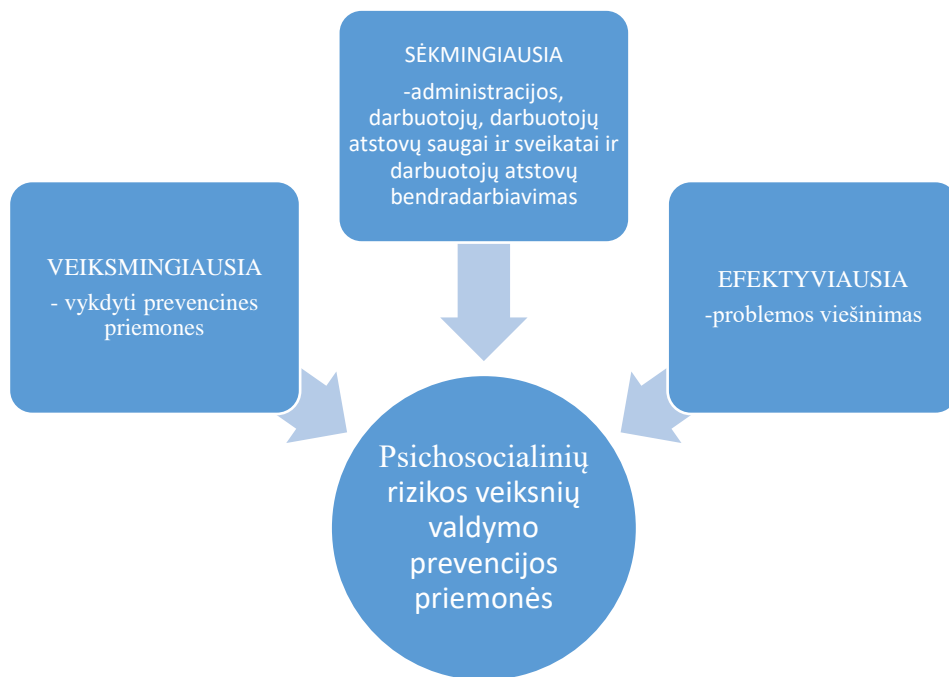 SĖKMINGIAUSIA
-administracijos,
darbuotojų, darbuotojų
atstovų saugai ir sveikatai ir
darbuotojų atstovų
bendradarbiavimas
VEIKSMINGIAUSIA
- vykdyti prevencines
priemones
EFEKTYVIAUSIA
-problemos viešinimas
Psichosocialinių
rizikos veiksnių
valdymo
prevencijos
priemonės